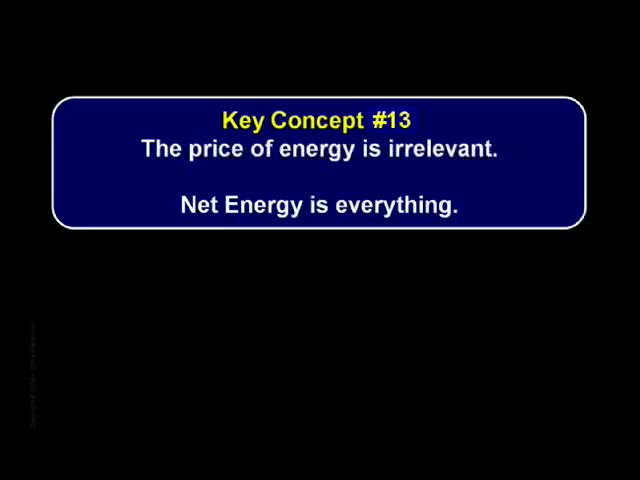 Key Concept #13
The price of energy is irrelevant.
Net Energy is everything.